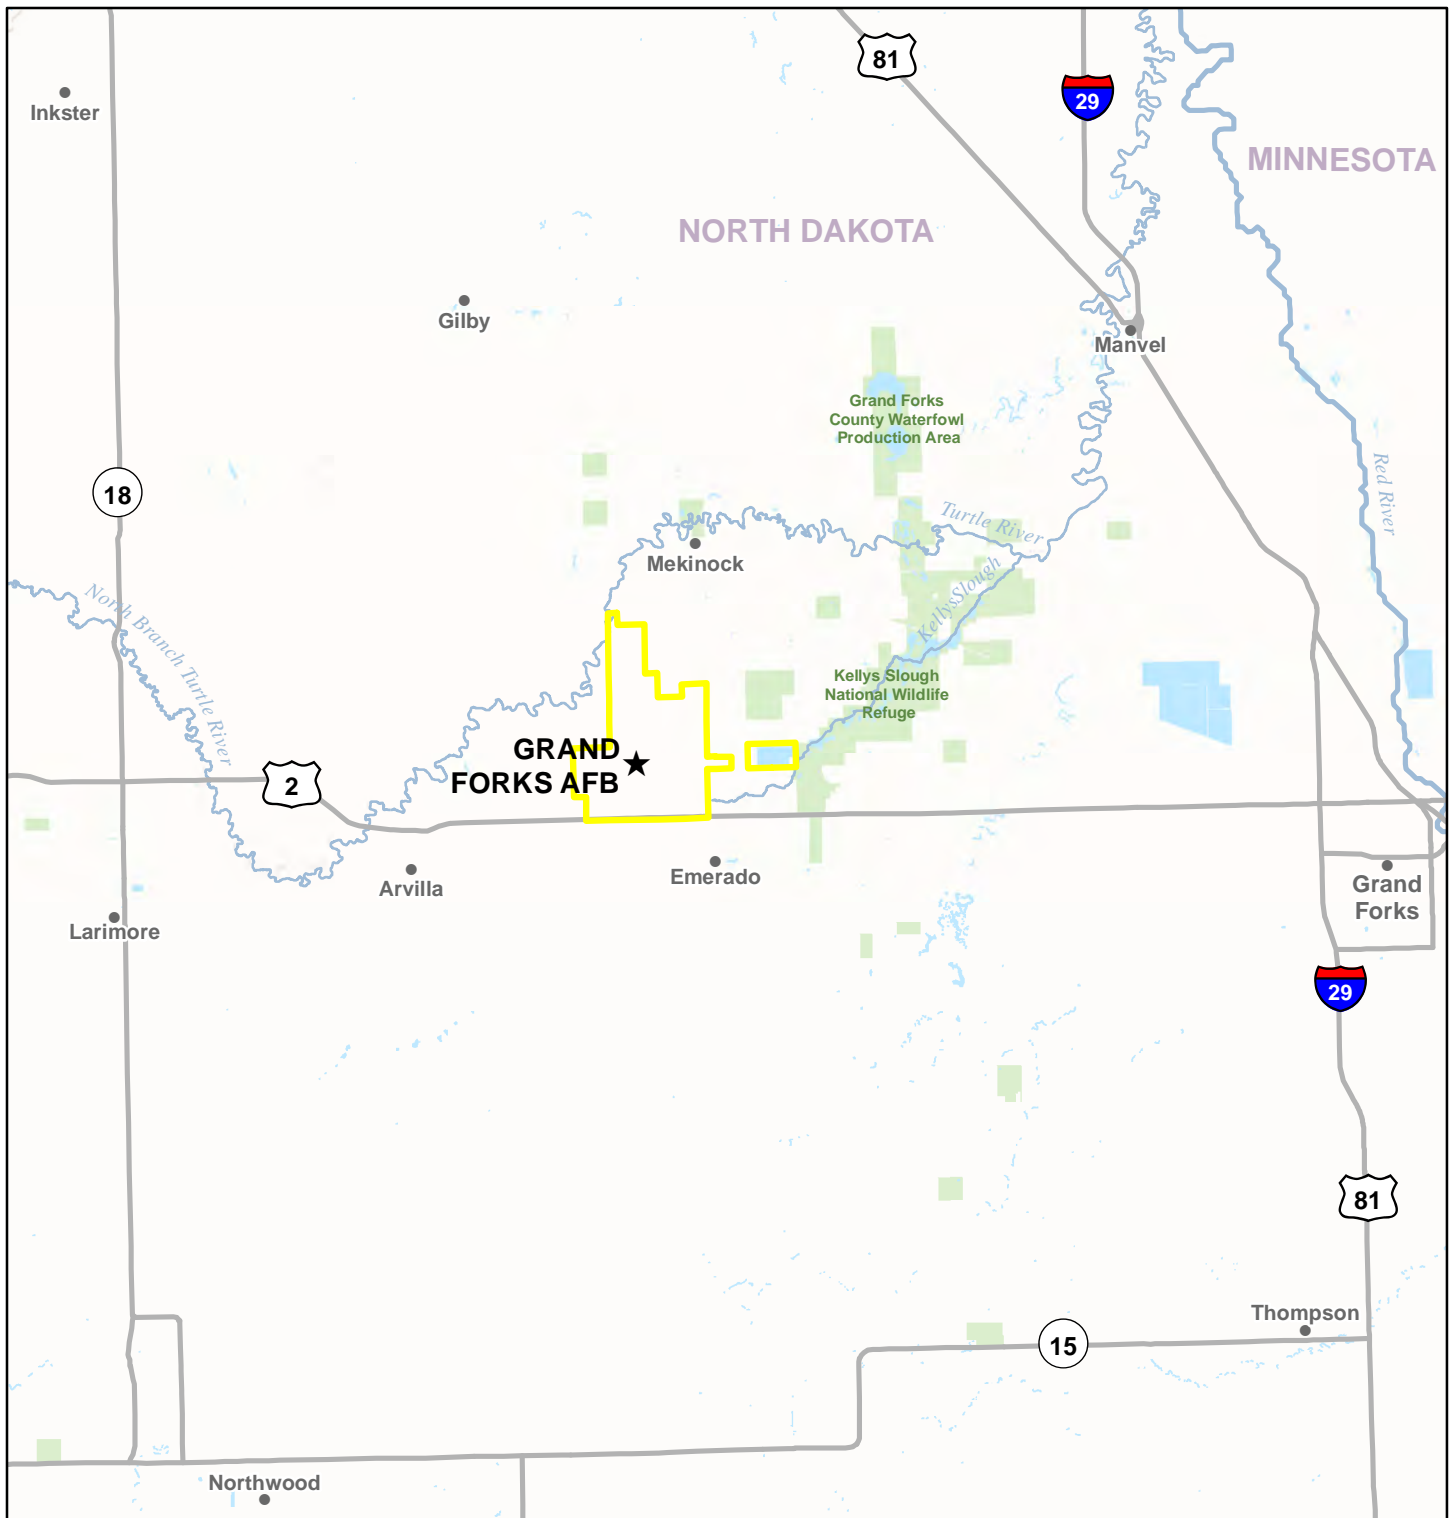 81
29
Inkster
MINNESOTA
NORTH DAKOTA
Gilby
Manvel
Grand Forks
County Waterfowl
Production Area
Red River
18
Turtle River
Mekinock
KellysSlough
North Branch Turtle River
Kellys Slough
National Wildlife
Refuge
GRAND
FORKS AFB
2
Arvilla
Emerado
Grand
Forks
Larimore
29
81
Thompson
15
Northwood